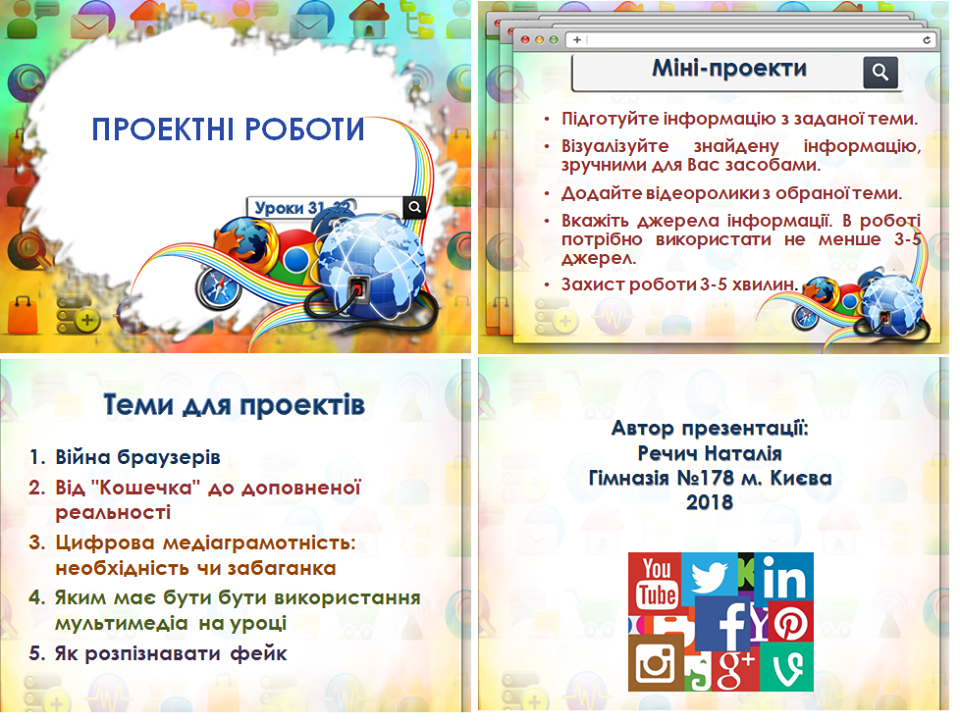 ПРОЕКТНІ РОБОТИ
Уроки 31,32
Міні-проекти
• Підготуйте інформацію з заданої теми.
• Візуалізуйте знайдену інформацію,
зручними для Вас засобами.
• Додайте відеоролики з обраної теми.
• Вкажіть джерела інформації. В роботі
потрібно використати не менше 3-5
джерел.
• Захист роботи 3-5 хвилин.
Теми для проектів
1. Війна браузерів
2. Від "Кошечка" до доповненої
реальності
3. Цифрова медіаграмотність:
необхідність чи забаганка
4. Яким має бути бути використання
мультимедіа на уроці
5. Як розпізнавати фейк
Автор презентації:
Речич Наталія
Гімназія №178 м. Києва
2018
You
Tube
in
f
g+